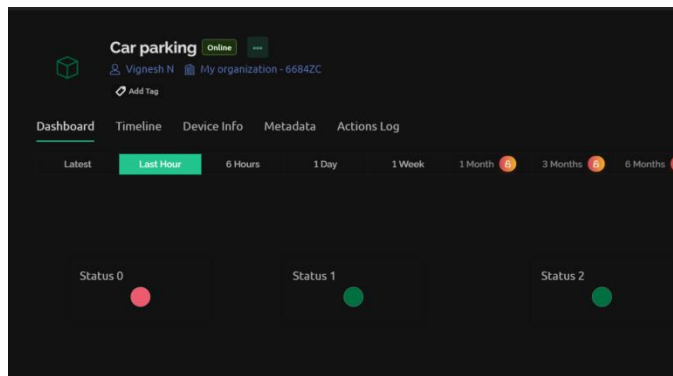 Car parking Online ...
Vignesh N My organization - 6684ZC
Add Tag
Dashboard Timeline Device Info Metadata Actions Log
Latest Last Hour 6 Hours 1 Day 1 Week 1 Month 3 Months 6 Months
Status 0 Status 1 Status 2